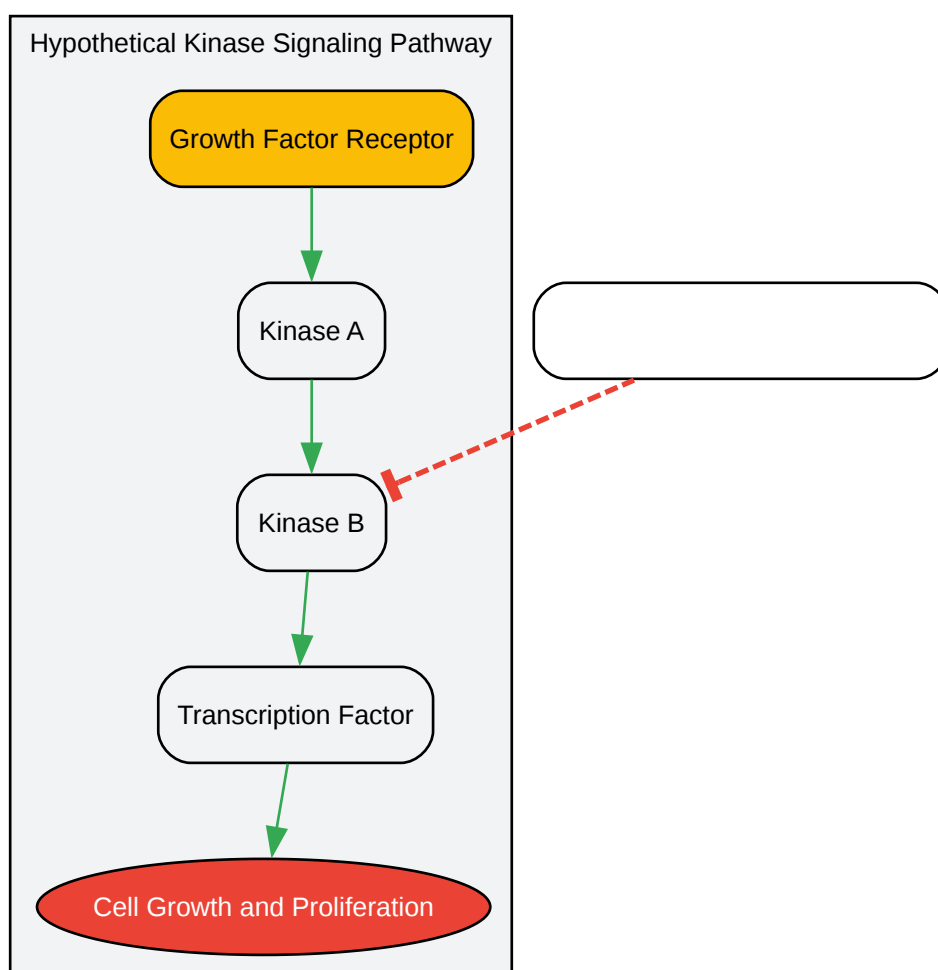 Hypothetical Kinase Signaling Pathway
Growth Factor Receptor
Kinase A
Kinase B
Transcription Factor
Cell Growth and Proliferation